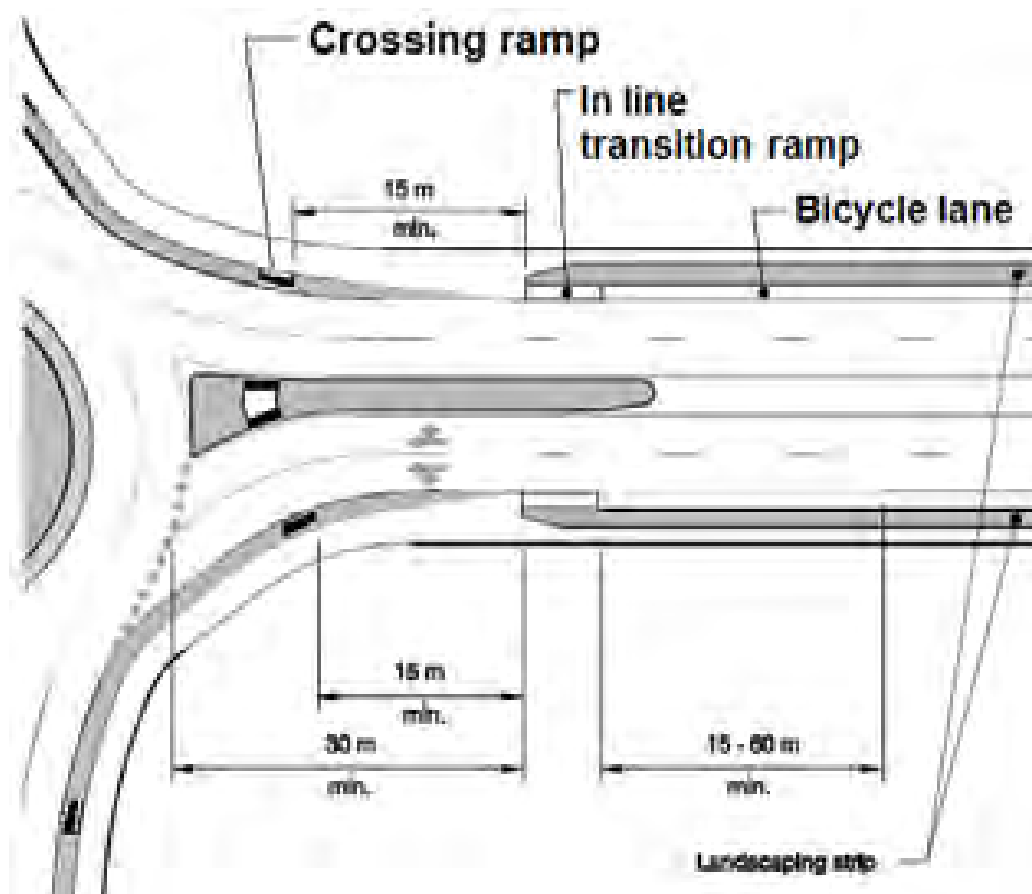 Crossing ramp
In line
transition ramp
15 m
min.
Bicycle lane
15 m
min.
30 m
min.
15 - 60 m
min.
Landscaping strip